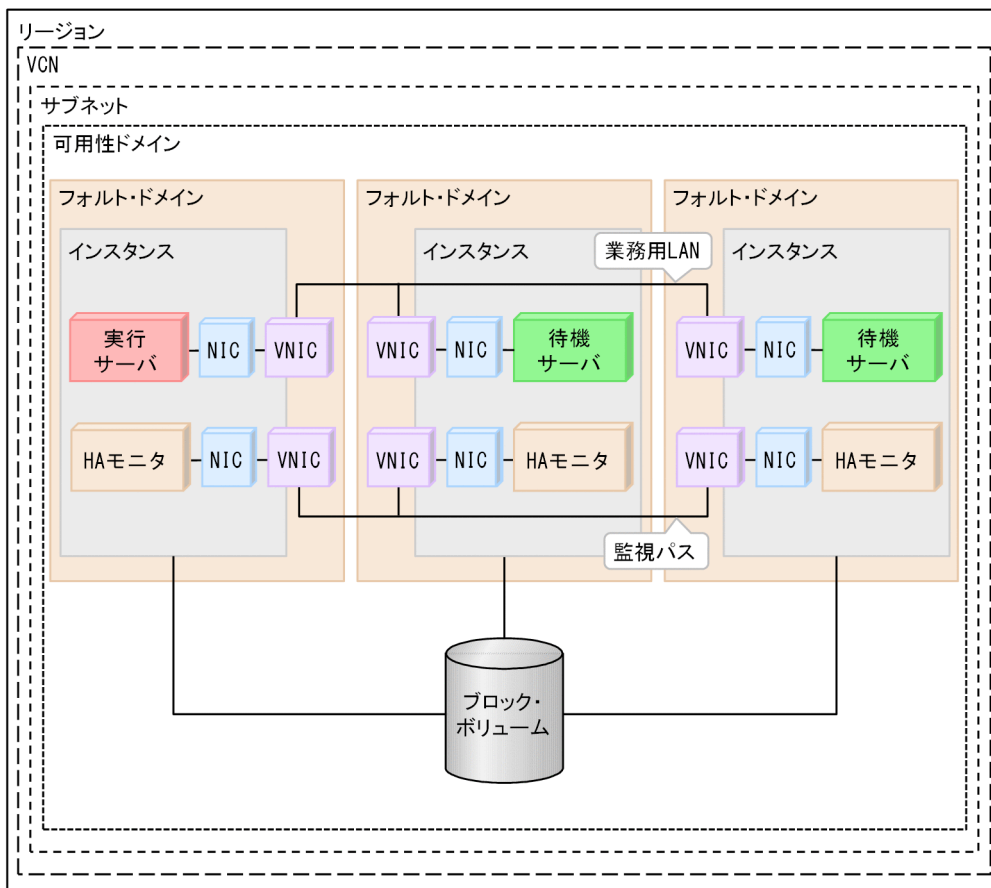 リージョン
VCN
サブネット
可用性ドメイン
フォルト・ドメイン
フォルト・ドメイン
フォルト・ドメイン
インスタンス
インスタンス
業務用LAN
インスタンス
実行
サーバ
NIC
VNIC
VNIC
NIC
待機
サーバ
VNIC
NIC
待機
サーバ
HAモニタ
NIC
VNIC
VNIC
NIC
HAモニタ
VNIC
NIC
HAモニタ
監視パス
ブロック・
ボリューム